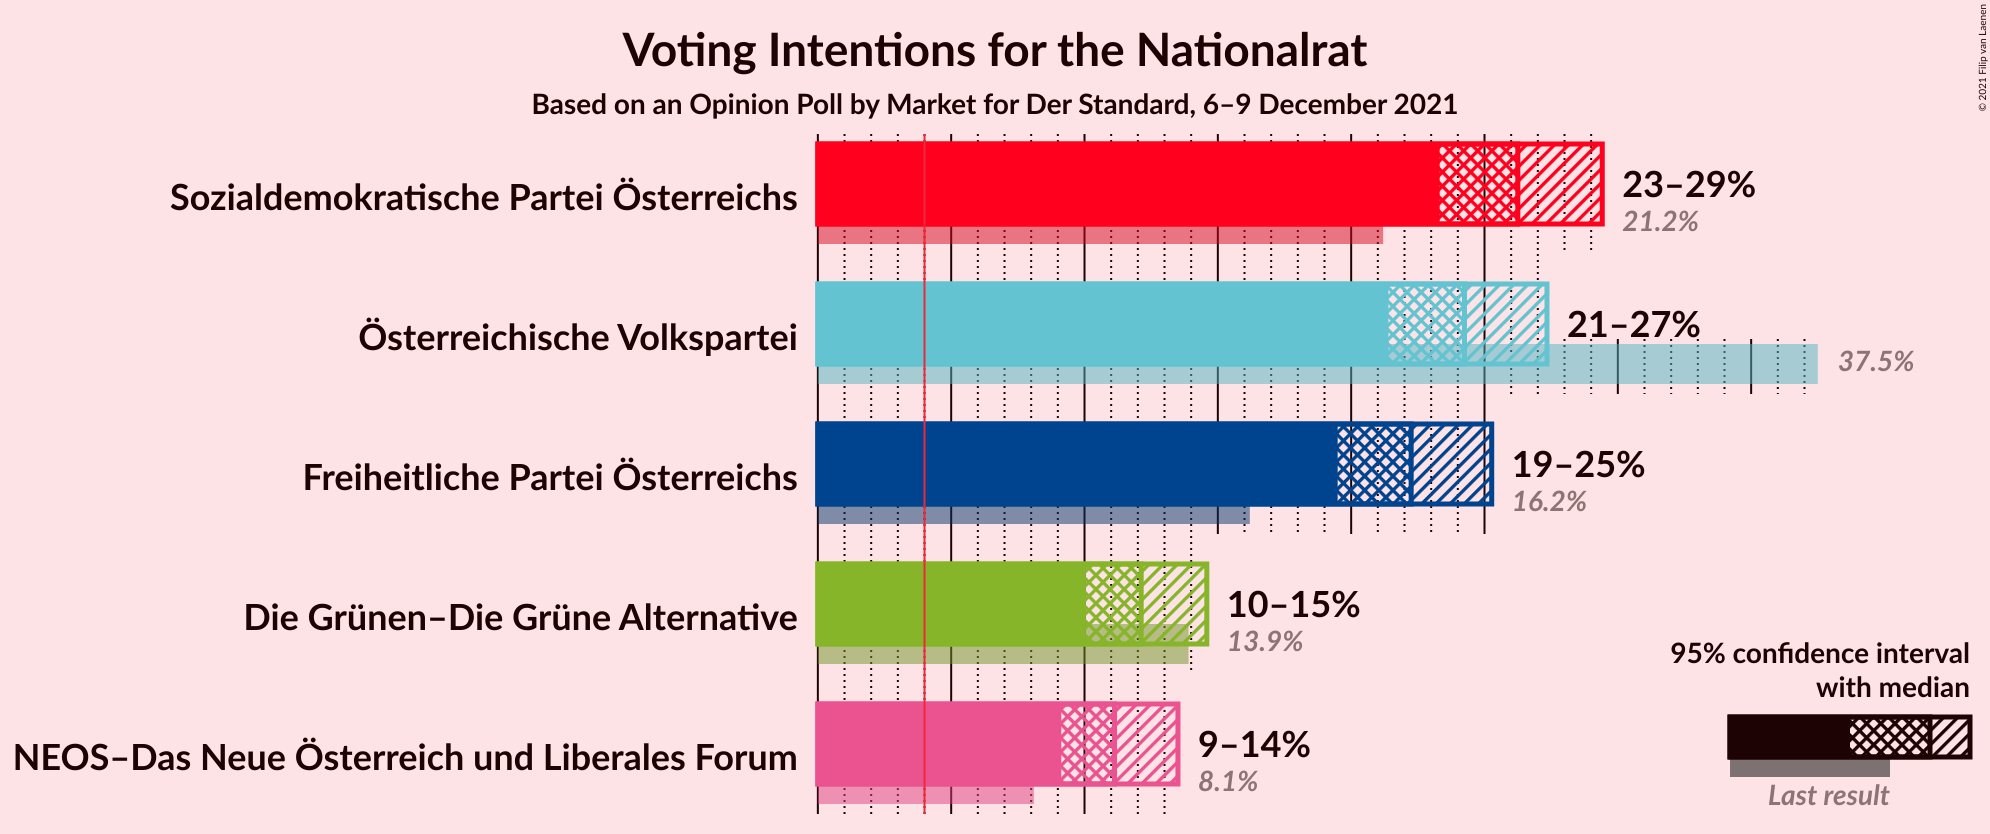 Voting Intentions for the Nationalrat
Based on an Opinion Poll by Market for Der Standard, 6–9 December 2021
© 2021 Filip van Laenen
Sozialdemokratische Partei Österreichs
23–29%
21.2%
Österreichische Volkspartei
21–27%
37.5%
Freiheitliche Partei Österreichs
19–25%
16.2%
Die Grünen–Die Grüne Alternative
10–15%
13.9%
NEOS–Das Neue Österreich und Liberales Forum
9–14%
8.1%
95% confidence interval
with median
Last result